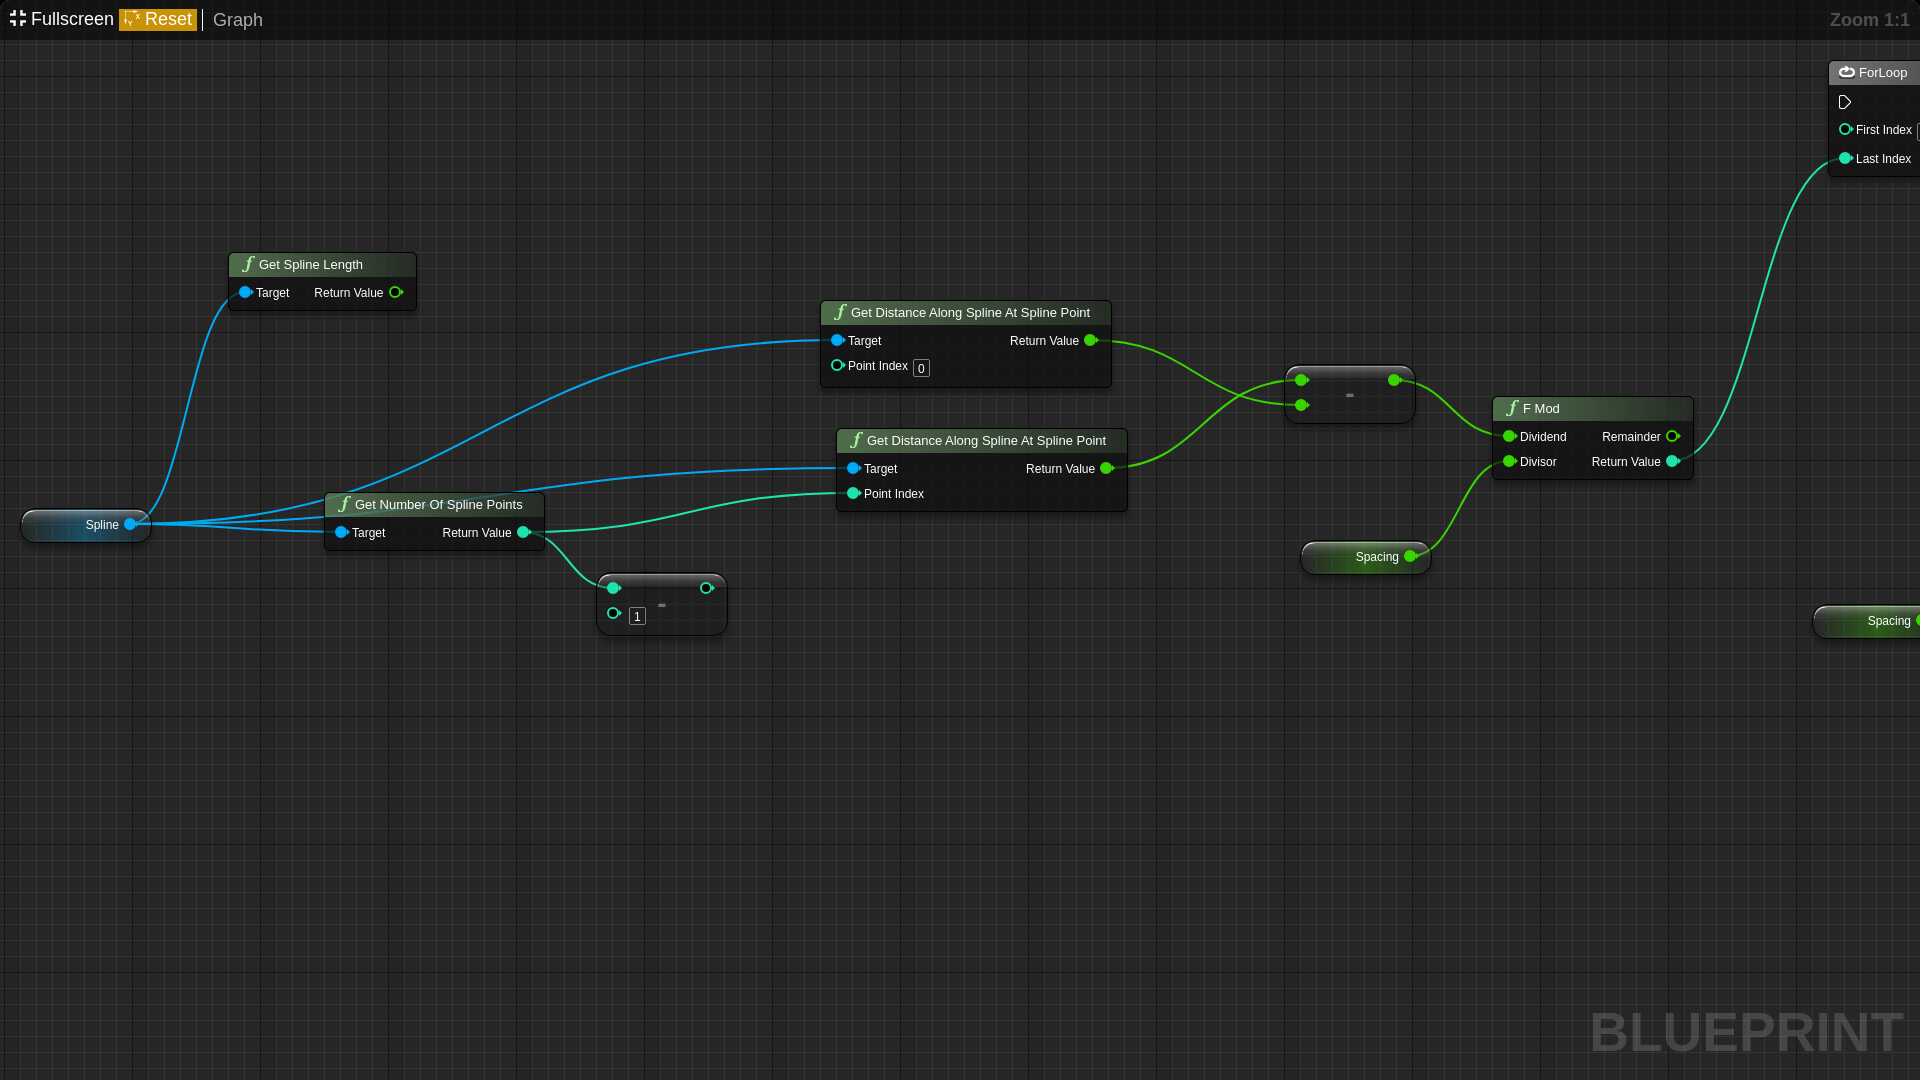 Fullscreen Reset Graph Zoom 1:1
ForLoop
First Index
Last Index
Get Spline Length
Target Return Value
Get Distance Along Spline At Spline Point
Target Return Value
Point Index 0
-
F Mod
Dividend Remainder
Divisor Return Value
Get Distance Along Spline At Spline Point
Target Return Value
Point Index
Spline
Get Number Of Spline Points
Target Return Value
Spacing
-
1
Spacing
BLUEPRINT